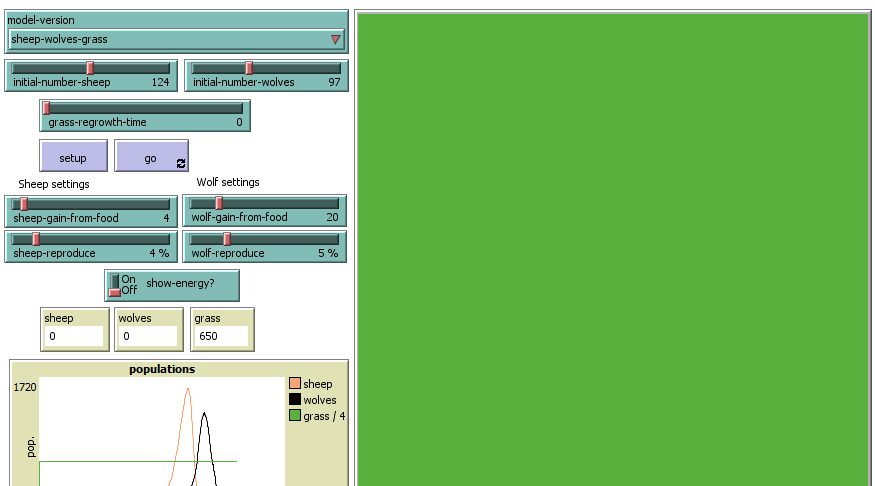 model-version
sheep-wolves-grass
initial-number-sheep 124
initial-number-wolves 97
grass-regrowth-time 0
setup
go
Sheep settings
Wolf settings
sheep-gain-from-food 4
wolf-gain-from-food 20
sheep-reproduce 4 %
wolf-reproduce 5 %
On
Off
show-energy?
sheep
0
wolves
0
grass
650
populations
1720
pop.
sheep
wolves
grass / 4